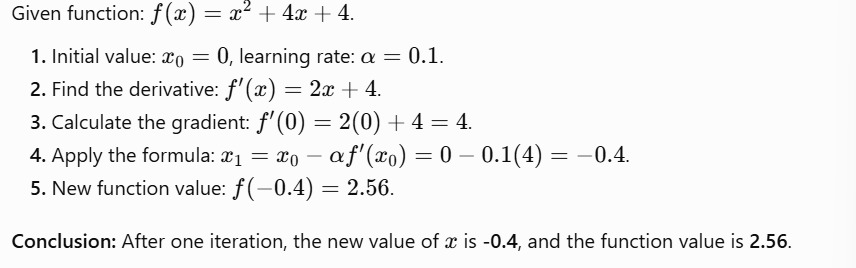 Given function: f(x) = x² + 4x + 4.
1. Initial value: x₀ = 0, learning rate: α = 0.1.
2. Find the derivative: f′(x) = 2x + 4.
3. Calculate the gradient: f′(0) = 2(0) + 4 = 4.
4. Apply the formula: x₁ = x₀ − αf′(x₀) = 0 − 0.1(4) = −0.4.
5. New function value: f(−0.4) = 2.56.
Conclusion: After one iteration, the new value of x is -0.4, and the function value is 2.56.